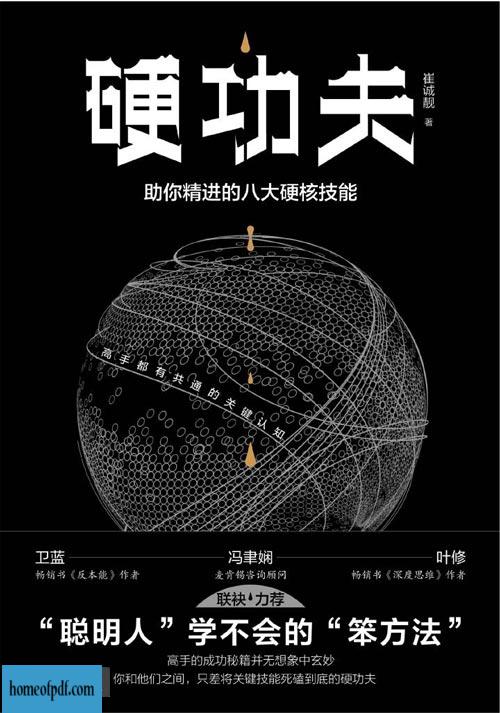 硬功夫
崔诚靓 著
助你精进的八大硬核技能
高手都有共通的关键认知
卫蓝 冯聿娴 叶修
畅销书《反本能》作者 麦肯锡咨询顾问 畅销书《深度思维》作者
联袂 力荐
“聪明人”学不会的“笨方法”
高手的成功秘籍并无想象中玄妙
你和他们之间，只差将关键技能死磕到底的硬功夫
homeofpdf.com